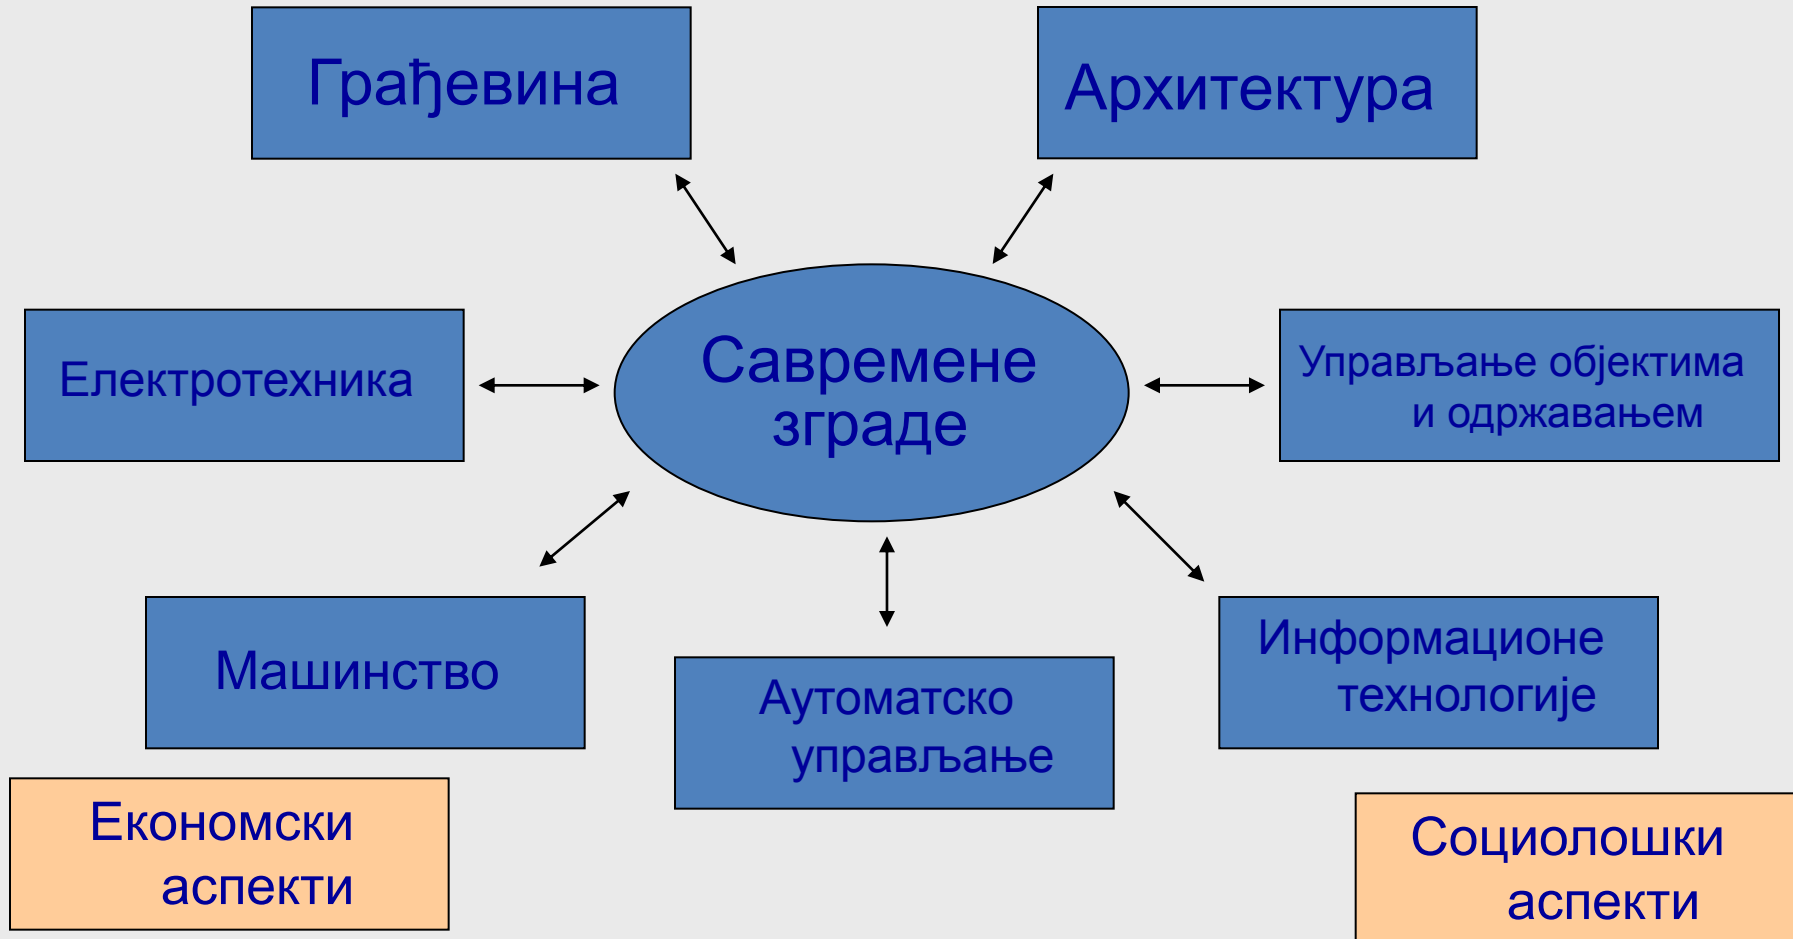 Грађевина
Архитектура
Електротехника
Савремене
зграде
Управљање објектима
и одржавањем
Машинство
Аутоматско
управљање
Информационе
технологије
Економски
аспекти
Социолошки
аспекти